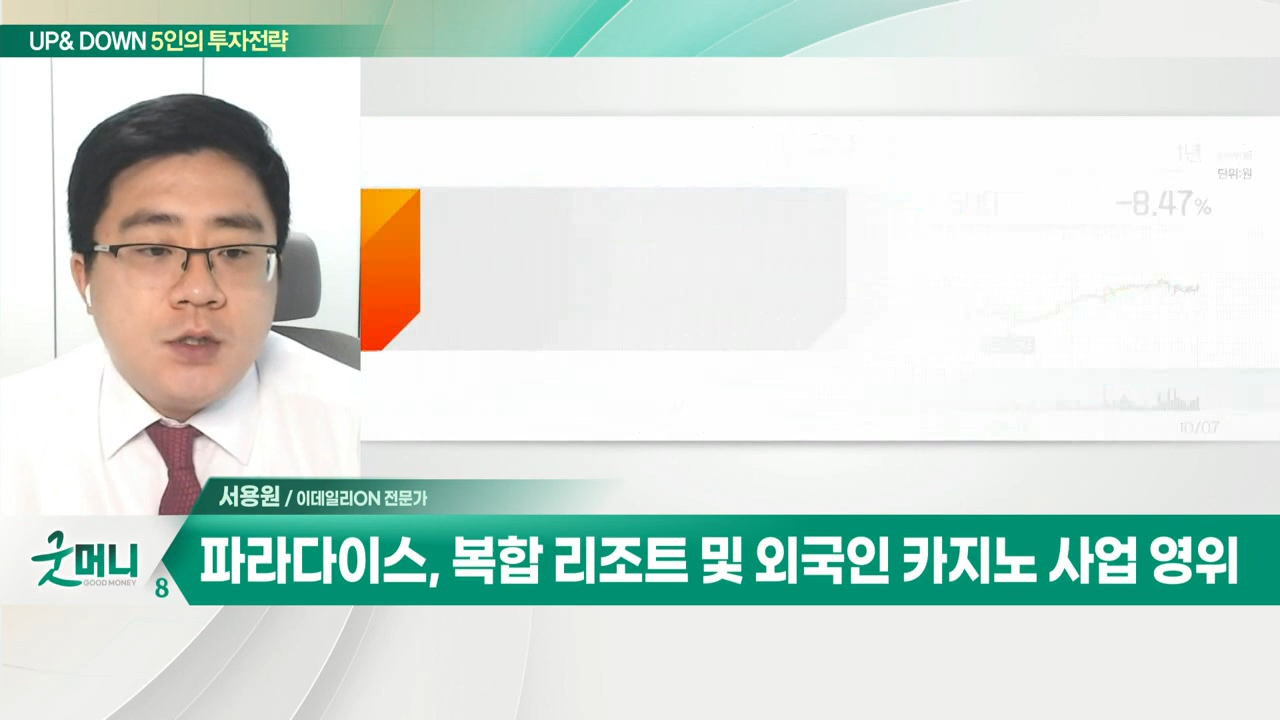 UP& DOWN 5인의 투자전략
1년
단위:원
-8.47%
10/07
서용원 / 이데일리ON 전문가
굿머니
GOOD MONEY
8
파라다이스, 복합 리조트 및 외국인 카지노 사업 영위